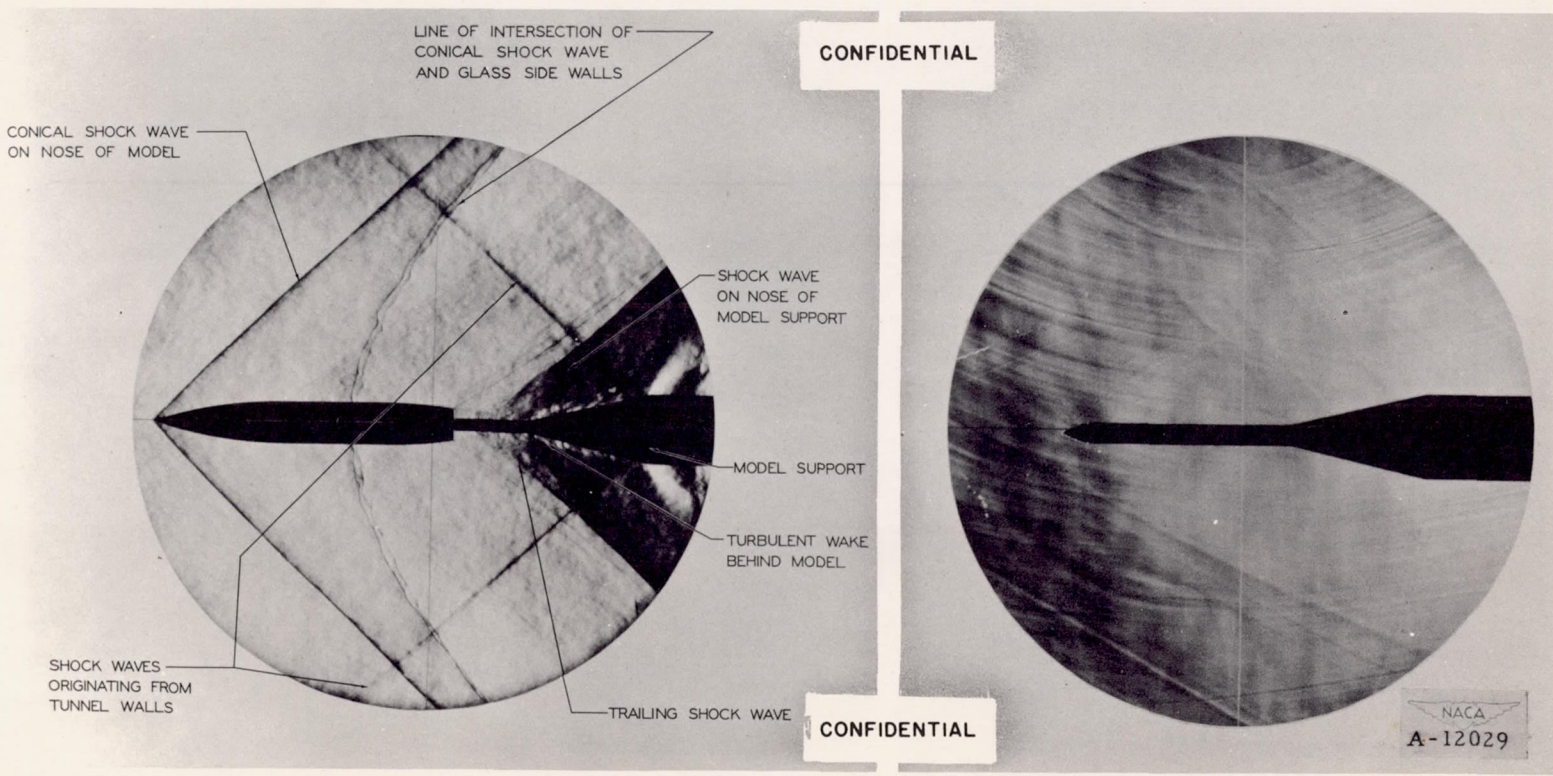 LINE OF INTERSECTION OF
CONICAL SHOCK WAVE
AND GLASS SIDE WALLS
CONFIDENTIAL
CONICAL SHOCK WAVE
ON NOSE OF MODEL
SHOCK WAVE
ON NOSE OF
MODEL SUPPORT
MODEL SUPPORT
TURBULENT WAKE
BEHIND MODEL
SHOCK WAVES
ORIGINATING FROM
TUNNEL WALLS
TRAILING SHOCK WAVE
CONFIDENTIAL
NACA
A-12029